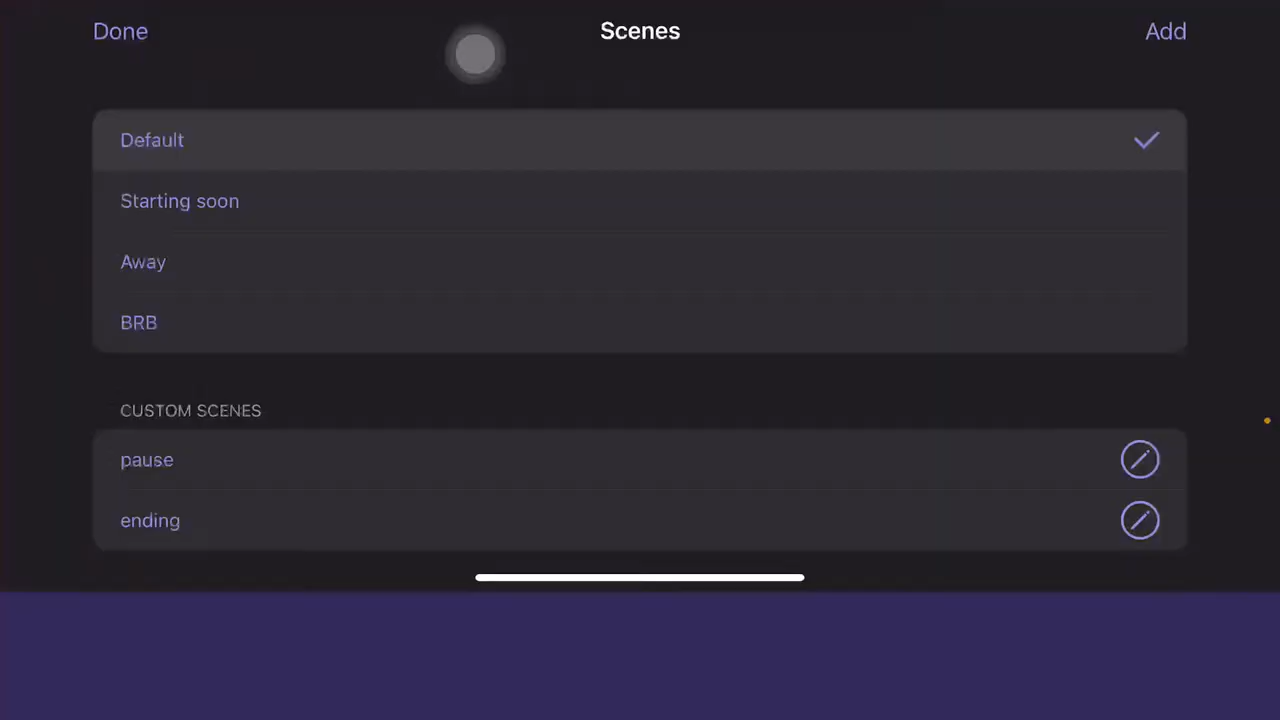 Done Scenes Add
Default
Starting soon
Away
BRB
CUSTOM SCENES
pause
ending